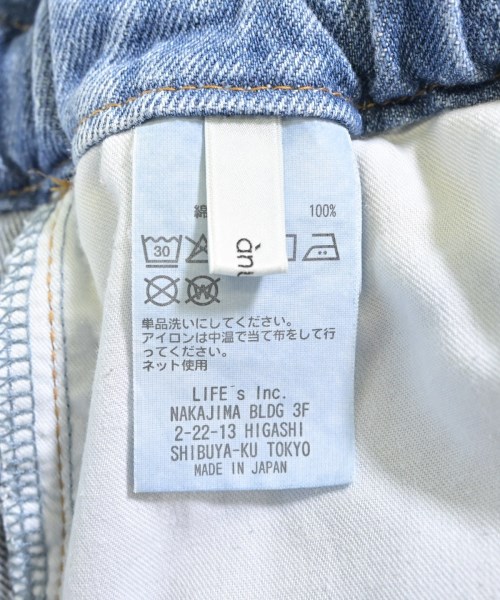 綿 100%
30
W
ànu
単品洗いにしてください。
アイロンは中温で当て布をして行
ってください。
ネット使用
LIFE´s Inc.
NAKAJIMA BLDG 3F
2-22-13 HIGASHI
SHIBUYA-KU TOKYO
MADE IN JAPAN